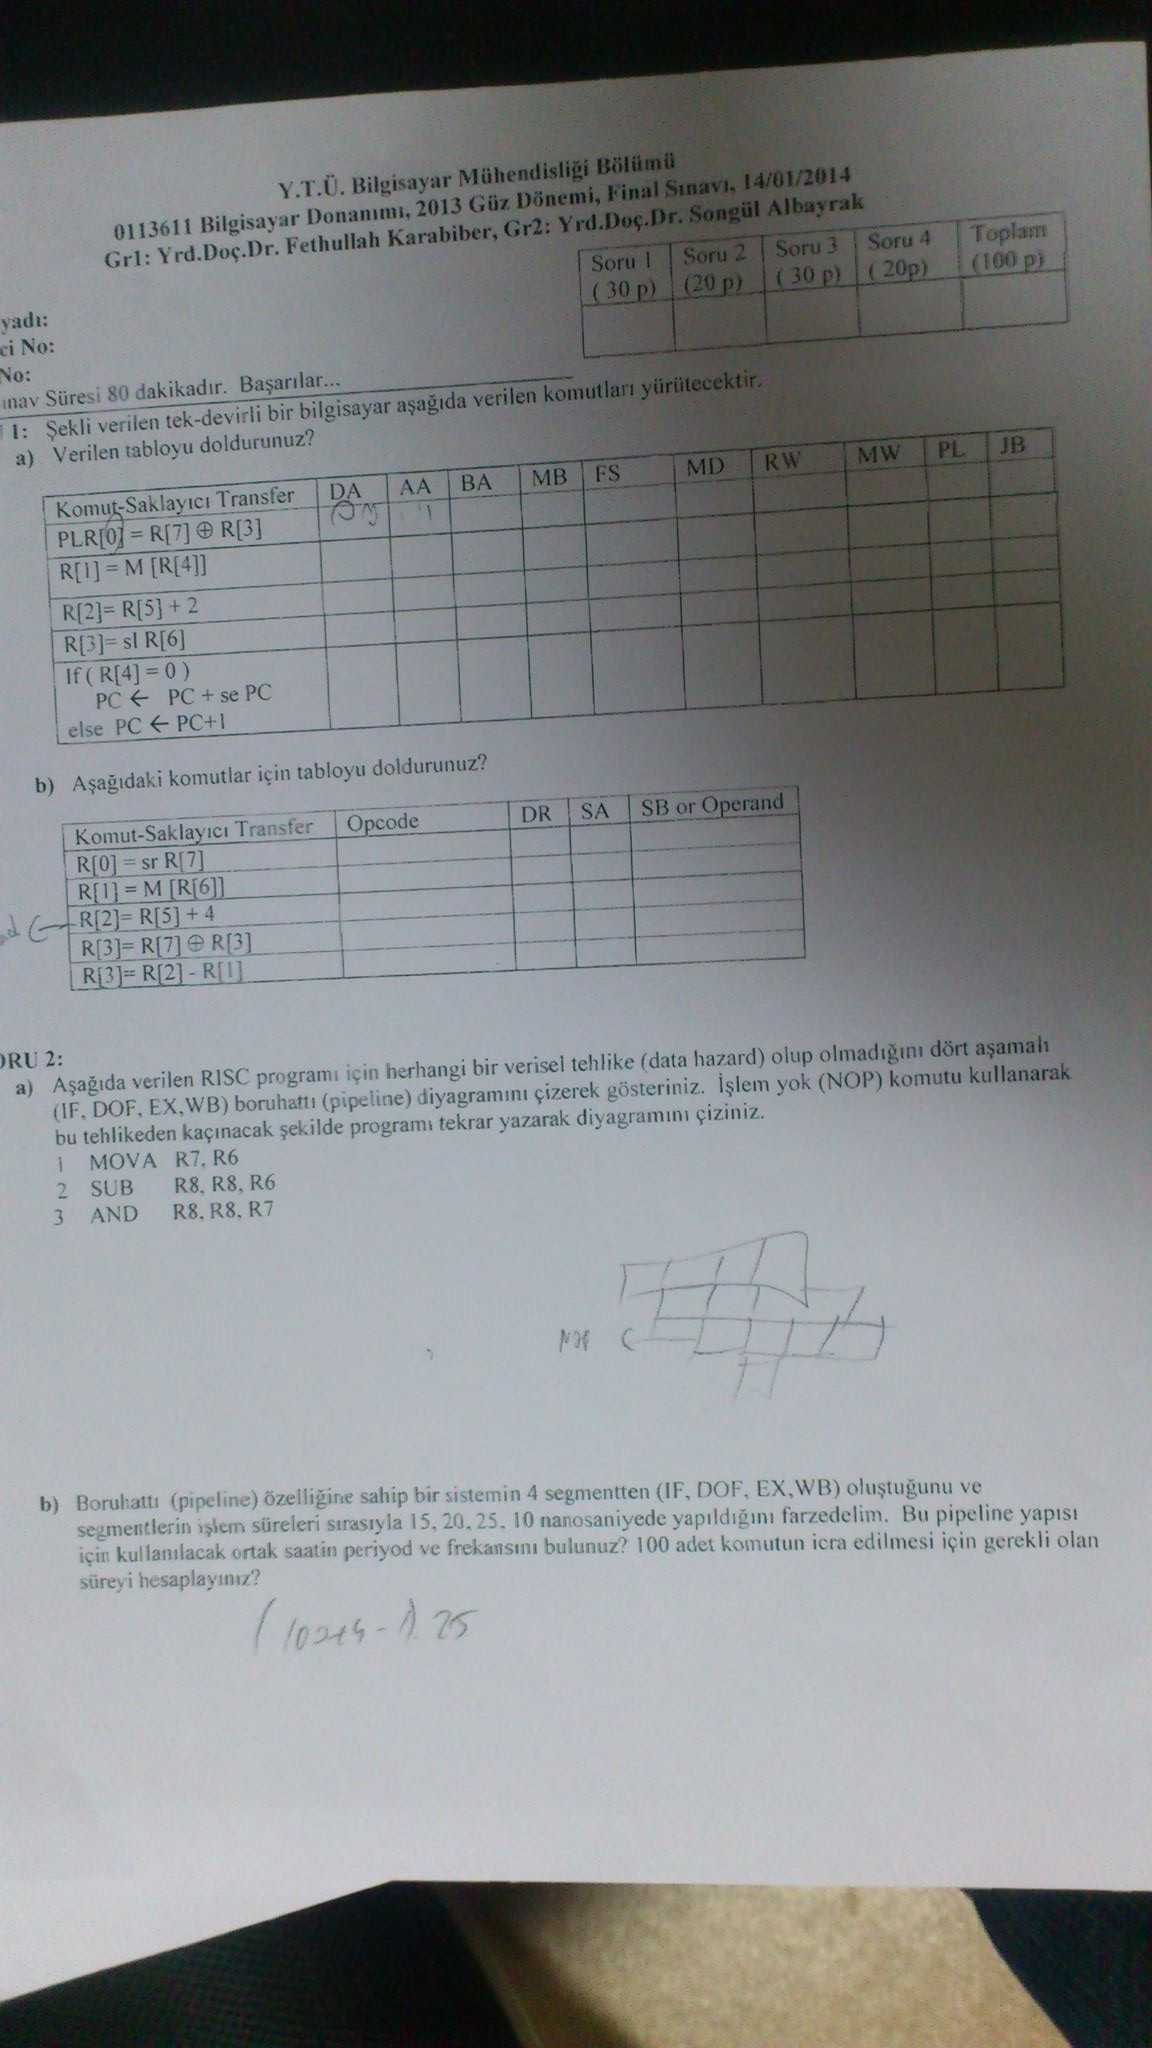 Y.T.Ü. Bilgisayar Mühendisliği Bölümü
0113611 Bilgisayar Donanımı, 2013 Güz Dönemi, Final Sınavı, 14/01/2014
Gr1: Yrd.Doç.Dr. Fethullah Karabiber, Gr2: Yrd.Doç.Dr. Songül Albayrak
Soru 1 Soru 2 Soru 3 Soru 4 Toplam
( 30 p) (20 p) ( 30 p) ( 20p) (100 p)
yadı:
ci No:
No:
ınav Süresi 80 dakikadır. Başarılar...
1: Şekli verilen tek-devirli bir bilgisayar aşağıda verilen komutları yürütecektir.
a) Verilen tabloyu doldurunuz?
Komut-Saklayıcı Transfer DA AA BA MB FS MD RW MW PL JB
PLR[0] = R[7] ⊕ R[3]
R[1] = M [R[4]]
R[2]= R[5] + 2
R[3]= sl R[6]
If ( R[4] = 0 )
PC ← PC + se PC
else PC ← PC+1
b) Aşağıdaki komutlar için tabloyu doldurunuz?
Komut-Saklayıcı Transfer Opcode DR SA SB or Operand
R[0] = sr R[7]
R[1] = M [R[6]]
R[2]= R[5] + 4
R[3]= R[7] ⊕ R[3]
R[3]= R[2] - R[1]
ORU 2:
a) Aşağıda verilen RISC programı için herhangi bir verisel tehlike (data hazard) olup olmadığını dört aşamalı
(IF, DOF, EX,WB) boruhattı (pipeline) diyagramını çizerek gösteriniz. İşlem yok (NOP) komutu kullanarak
bu tehlikeden kaçınacak şekilde programı tekrar yazarak diyagramını çiziniz.
1 MOVA R7, R6
2 SUB R8, R8, R6
3 AND R8, R8, R7
b) Boruhattı (pipeline) özelliğine sahip bir sistemin 4 segmentten (IF, DOF, EX,WB) oluştuğunu ve
segmentlerin işlem süreleri sırasıyla 15, 20, 25, 10 nanosaniyede yapıldığını farzedelim. Bu pipeline yapısı
için kullanılacak ortak saatin periyod ve frekansını bulunuz? 100 adet komutun icra edilmesi için gerekli olan
süreyi hesaplayınız?